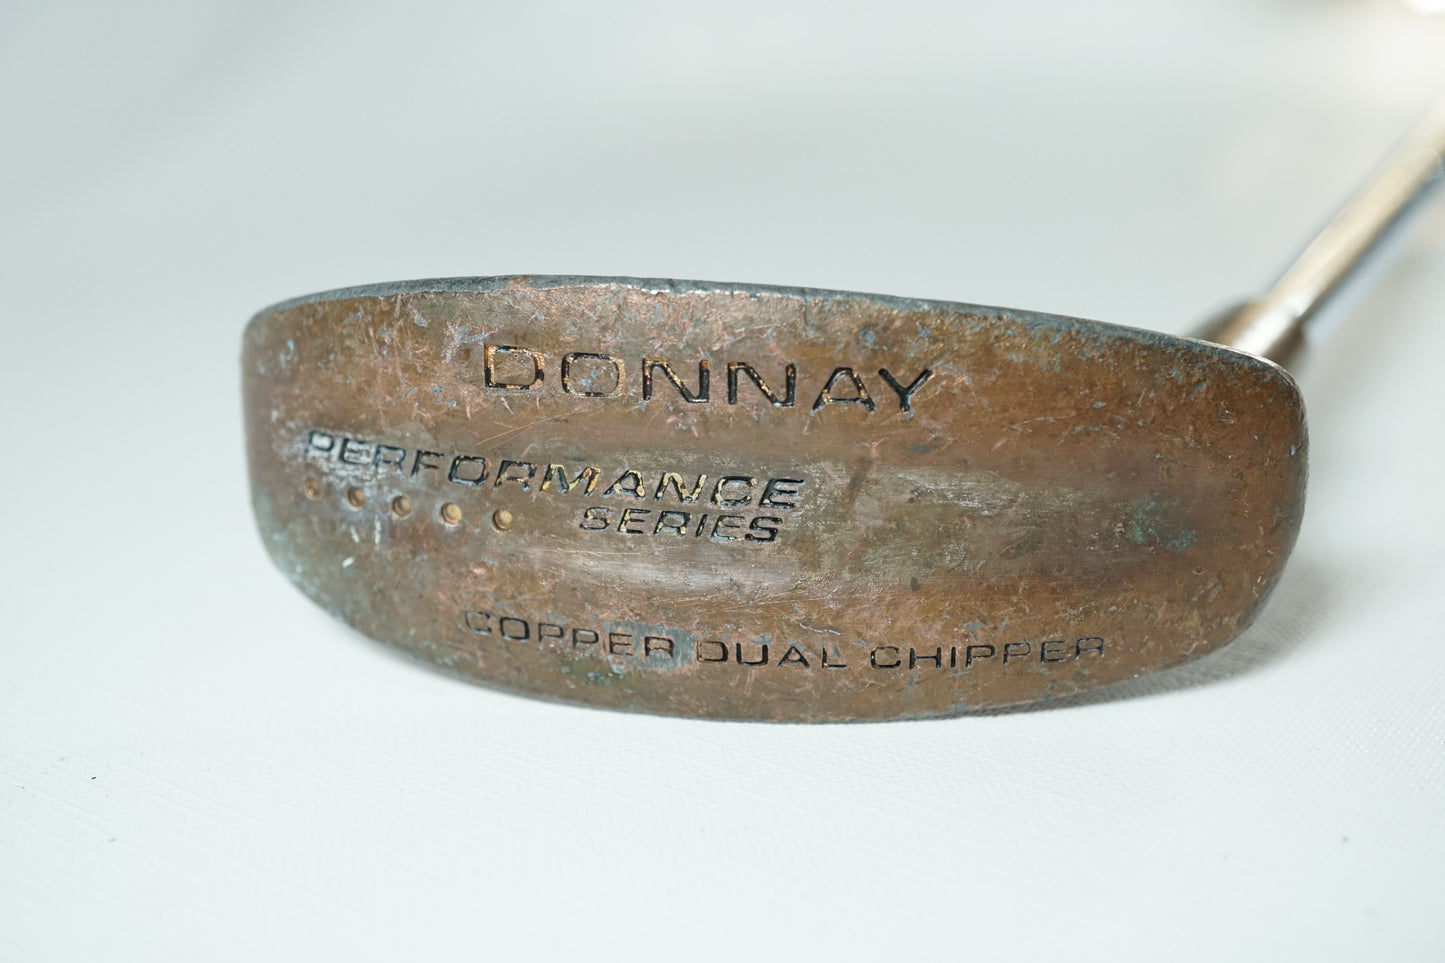 DONNAY
PERFORMANCE
SERIES
COPPER DUAL CHIPPER